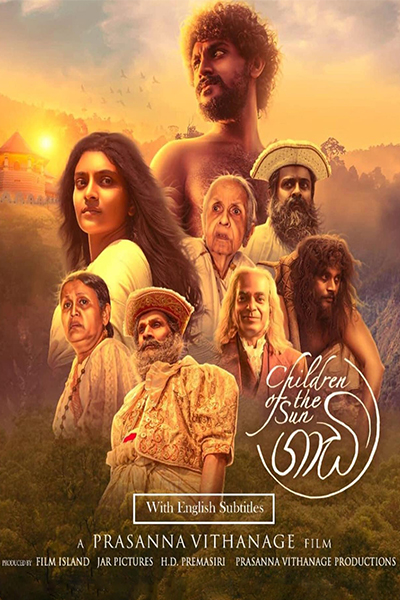 Children
of the
Sun
ගාඩි
With English Subtitles
A PRASANNA VITHANAGE FILM
PRODUCED BY FILM ISLAND JAR PICTURES H.D. PREMASIRI PRASANNA VITHANAGE PRODUCTIONS